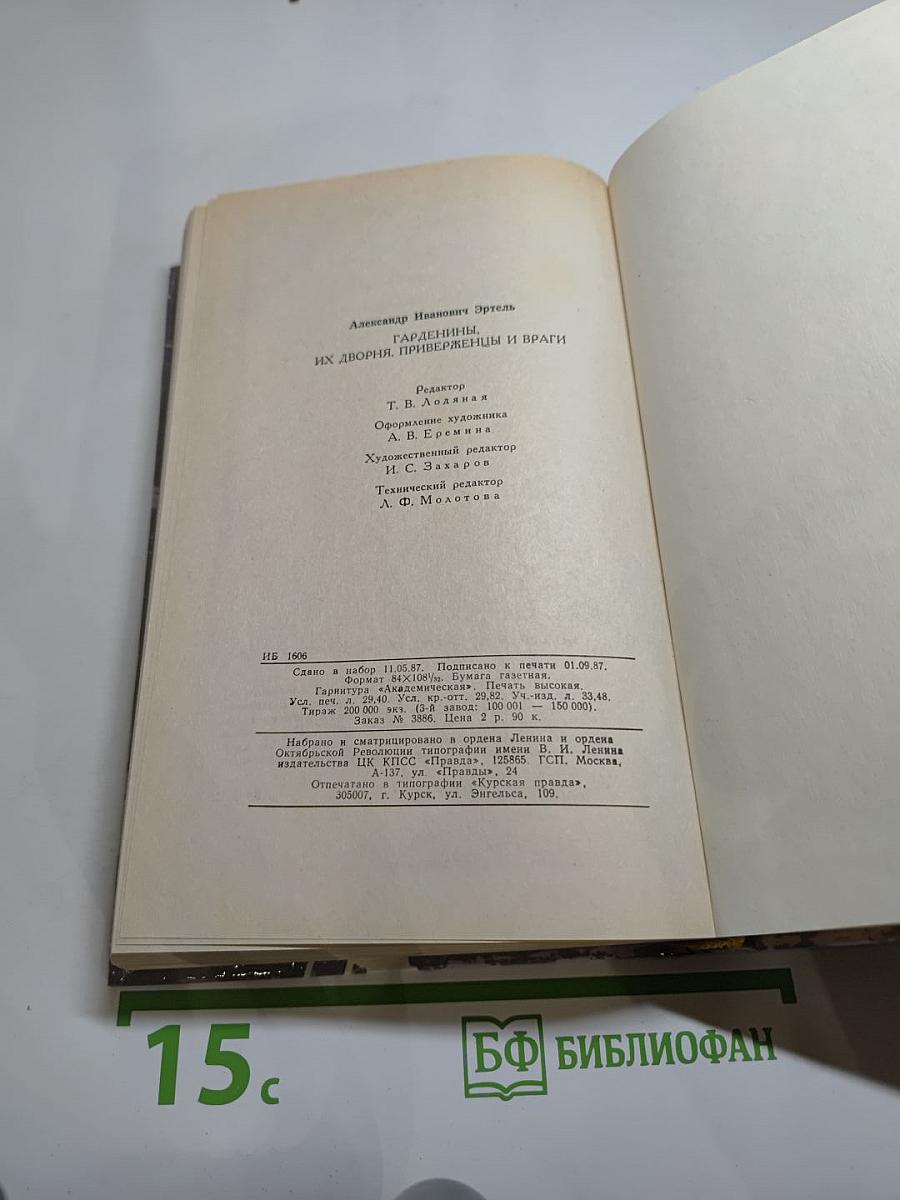 Александр Иванович Эртель
ГАРДЕНИНЫ,
ИХ ДВОРНЯ, ПРИВЕРЖЕНЦЫ И ВРАГИ
Редактор
Т. В. Лодяная
Оформление художника
А. В. Еремина
Художественный редактор
И. С. Захаров
Технический редактор
Л. Ф. Молотова
ИБ 1606
Сдано в набор 11.05.87. Подписано к печати 01.09.87.
Формат 84×108¹/₃₂. Бумага газетная.
Гарнитура «Академическая». Печать высокая.
Усл. печ. л. 29,40. Усл. кр.-отт. 29,82. Уч.-изд. л. 33,48.
Тираж 200 000 экз. (3-й завод: 100 001 — 150 000).
Заказ № 3886. Цена 2 р. 90 к.
Набрано и сматрицировано в ордена Ленина и ордена
Октябрьской Революции типографии имени В. И. Ленина
издательства ЦК КПСС «Правда», 125865. ГСП. Москва,
А-137, ул. «Правды», 24
Отпечатано в типографии «Курская правда»,
305007, г. Курск, ул. Энгельса, 109.
15 с
БФ БИБЛИОФАН